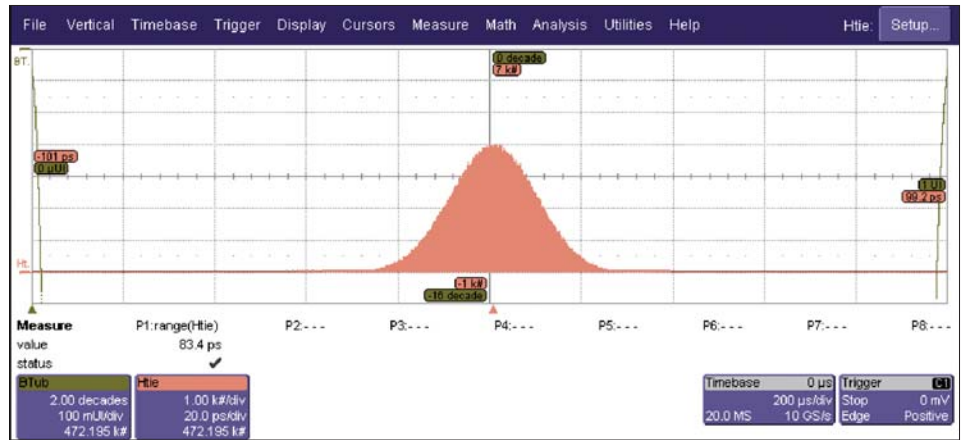 File Vertical Timebase Trigger Display Cursors Measure Math Analysis Utilities Help Htie: Setup...
BT.
0 decade
7 k#
-101 ps
0 µUI
1 UI
99.2 ps
Ht.
-1 k#
-16 decade
Measure P1:range(Htie) P2:- - - P3:- - - P4:- - - P5:- - - P6:- - - P7:- - - P8:- - -
value 83.4 ps
status ✔
BTub Htie Timebase 0 µs Trigger C1
2.00 decades 1.00 k#/div 200 µs/div Stop 0 mV
100 mUI/div 20.0 ps/div 20.0 MS 10 GS/s Edge Positive
472.195 k# 472.195 k#